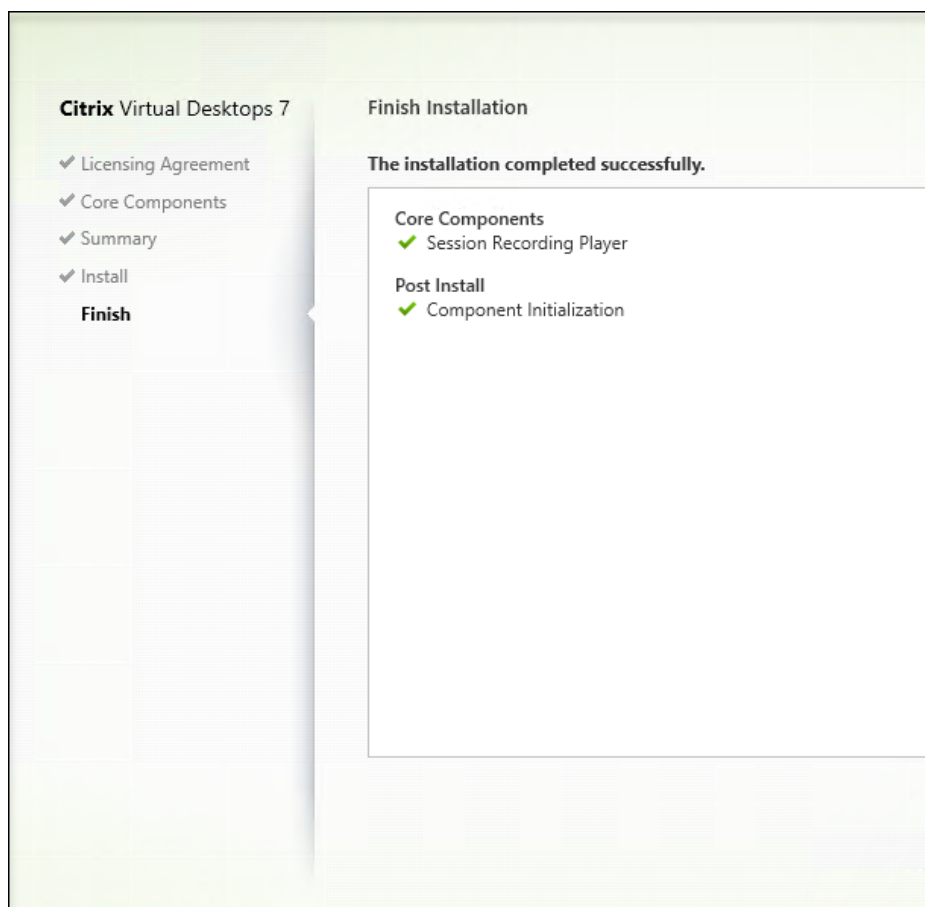 Citrix Virtual Desktops 7
Licensing Agreement
Core Components
Summary
Install
Finish
Finish Installation
The installation completed successfully.
Core Components
Session Recording Player
Post Install
Component Initialization